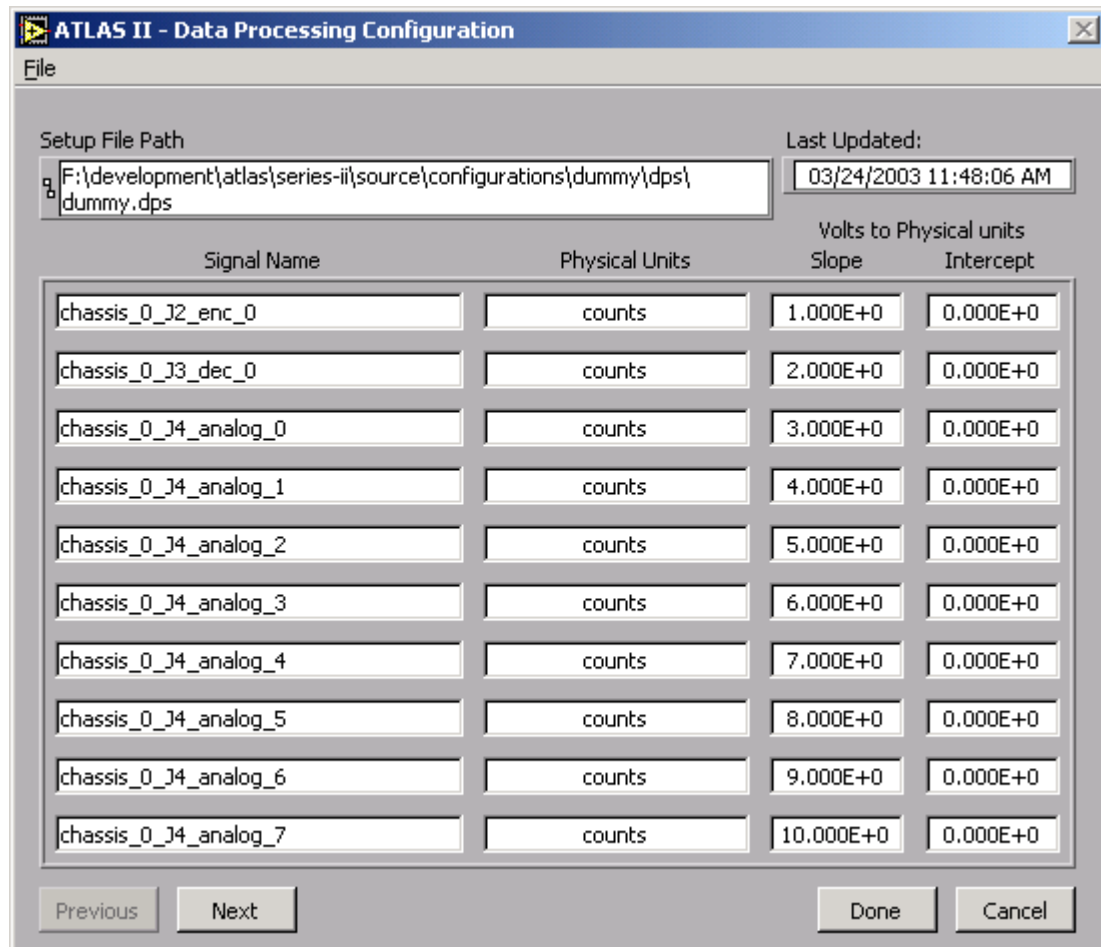 ATLAS II - Data Processing Configuration
File
Setup File Path
Last Updated:
F:\development\atlas\series-ii\source\configurations\dummy\dps\
dummy.dps
03/24/2003 11:48:06 AM
Volts to Physical units
Signal Name Physical Units Slope Intercept
chassis_0_J2_enc_0 counts 1.000E+0 0.000E+0
chassis_0_J3_dec_0 counts 2.000E+0 0.000E+0
chassis_0_J4_analog_0 counts 3.000E+0 0.000E+0
chassis_0_J4_analog_1 counts 4.000E+0 0.000E+0
chassis_0_J4_analog_2 counts 5.000E+0 0.000E+0
chassis_0_J4_analog_3 counts 6.000E+0 0.000E+0
chassis_0_J4_analog_4 counts 7.000E+0 0.000E+0
chassis_0_J4_analog_5 counts 8.000E+0 0.000E+0
chassis_0_J4_analog_6 counts 9.000E+0 0.000E+0
chassis_0_J4_analog_7 counts 10.000E+0 0.000E+0
Previous Next Done Cancel